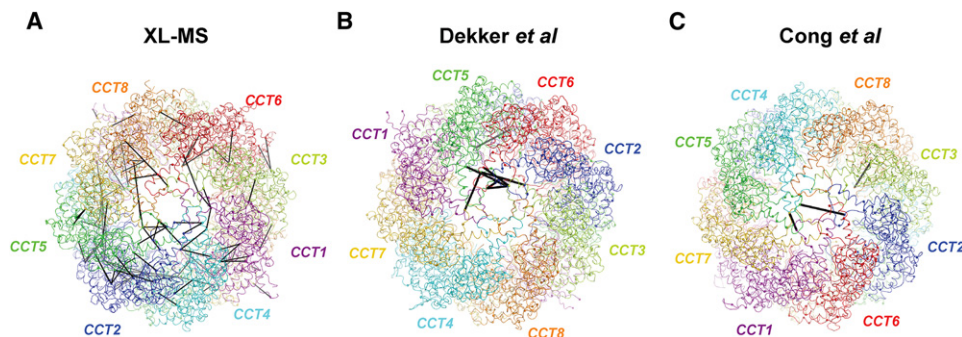 A
XL-MS
CCT8
CCT6
CCT7
CCT3
CCT5
CCT1
CCT2
CCT4
B
Dekker et al
CCT5
CCT6
CCT1
CCT2
CCT7
CCT3
CCT4
CCT8
C
Cong et al
CCT4
CCT8
CCT5
CCT3
CCT7
CCT2
CCT1
CCT6